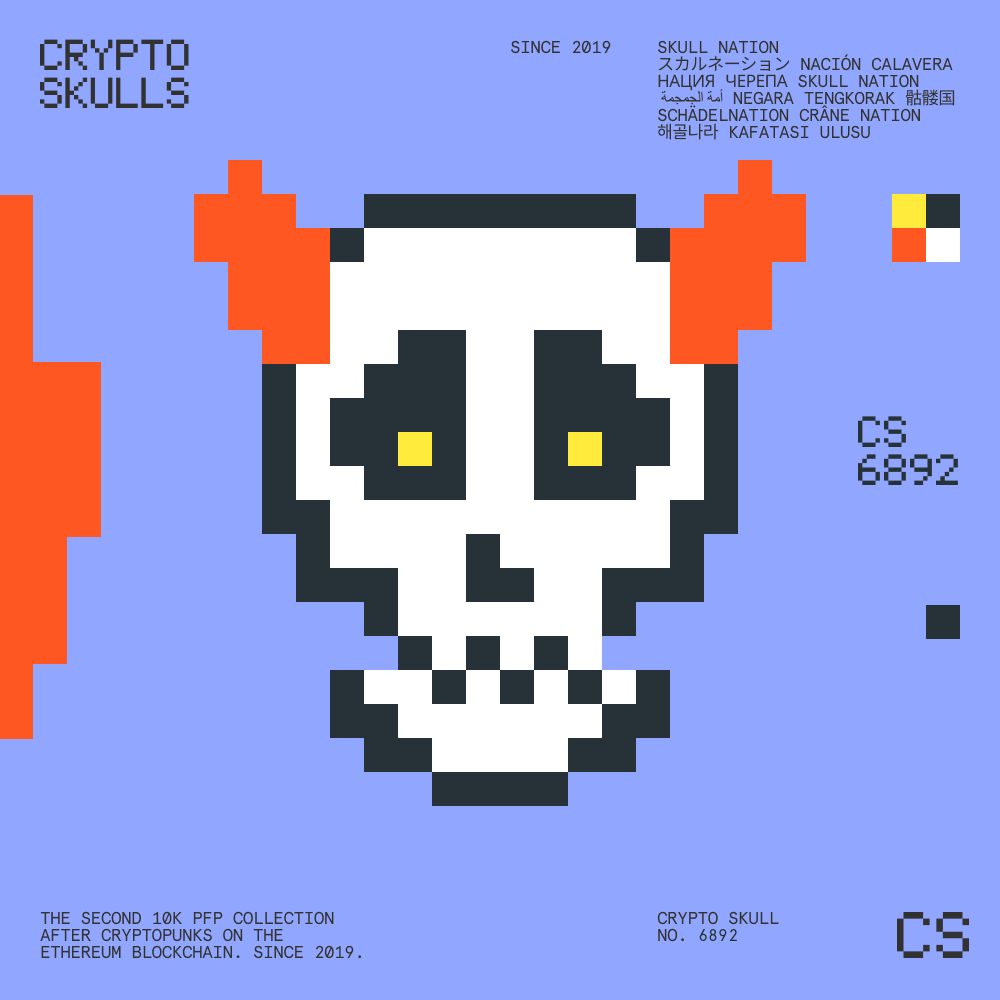 CRYPTO
SKULLS
SINCE 2019
SKULL NATION
スカルネーション NACIÓN CALAVERA
НАЦИЯ ЧЕРЕПА SKULL NATION
أمة الجمجمة NEGARA TENGKORAK 骷髅国
SCHÄDELNATION CRÂNE NATION
해골나라 KAFATASI ULUSU
CS
6892
THE SECOND 10K PFP COLLECTION
AFTER CRYPTOPUNKS ON THE
ETHEREUM BLOCKCHAIN. SINCE 2019.
CRYPTO SKULL
NO. 6892
CS